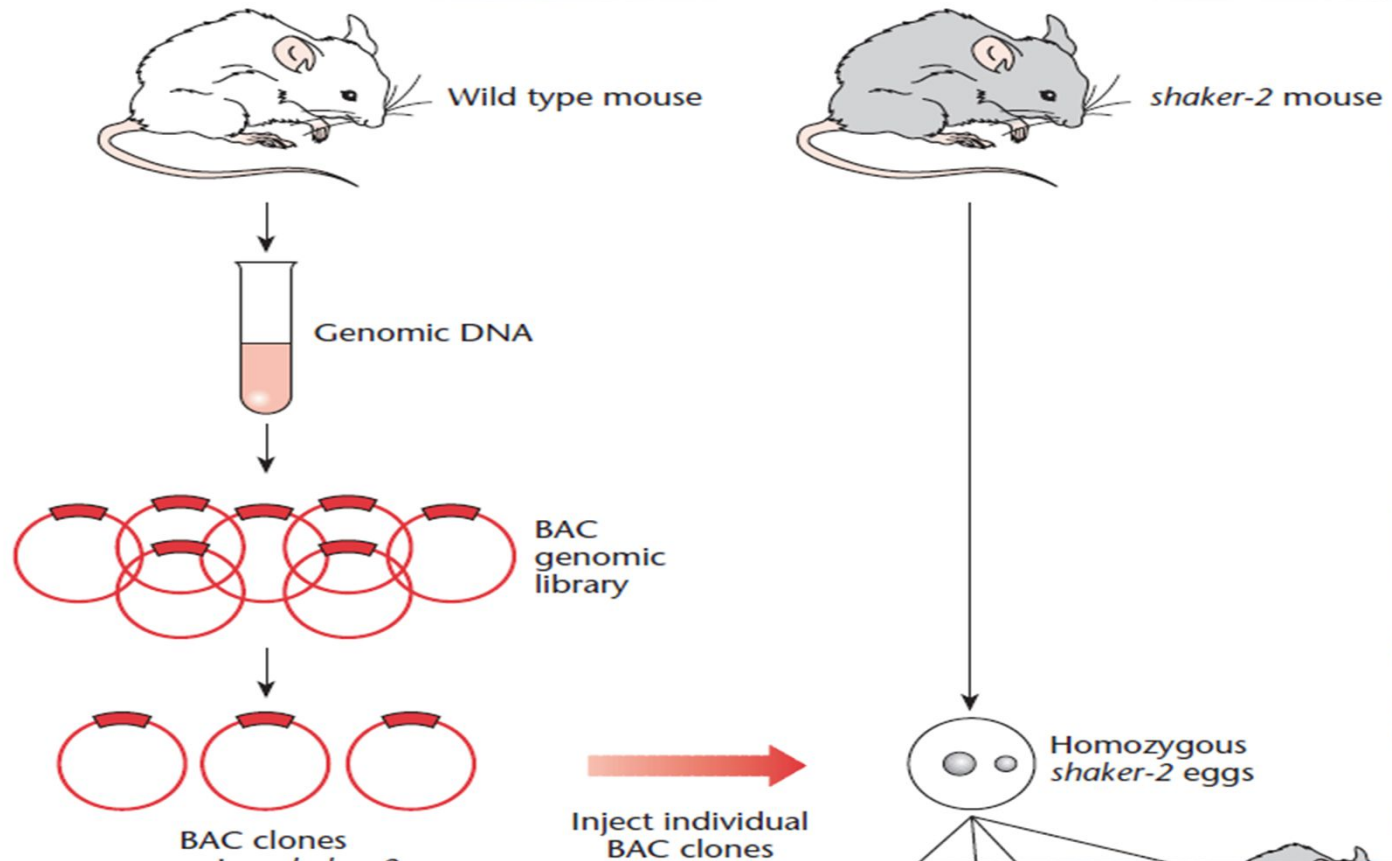 Wild type mouse
shaker-2 mouse
Genomic DNA
BAC
genomic
library
Homozygous
shaker-2 eggs
Inject individual
BAC clones
BAC clones